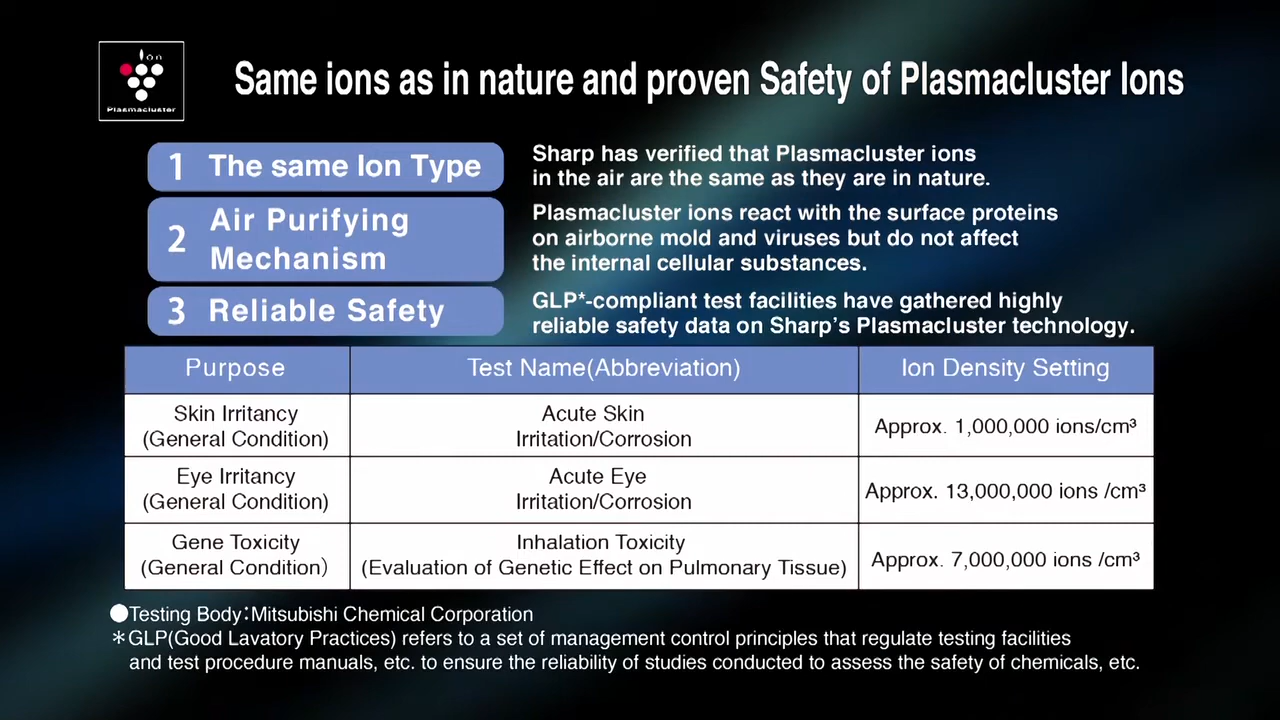 Ion
Plasmacluster
Same ions as in nature and proven Safety of Plasmacluster Ions
1 The same Ion Type
Sharp has verified that Plasmacluster ions
in the air are the same as they are in nature.
2 Air Purifying
Mechanism
Plasmacluster ions react with the surface proteins
on airborne mold and viruses but do not affect
the internal cellular substances.
3 Reliable Safety
GLP*-compliant test facilities have gathered highly
reliable safety data on Sharp's Plasmacluster technology.
Purpose Test Name(Abbreviation) Ion Density Setting
Skin Irritancy
(General Condition)
Acute Skin
Irritation/Corrosion
Approx. 1,000,000 ions/cm³
Eye Irritancy
(General Condition)
Acute Eye
Irritation/Corrosion
Approx. 13,000,000 ions /cm³
Gene Toxicity
(General Condition)
Inhalation Toxicity
(Evaluation of Genetic Effect on Pulmonary Tissue)
Approx. 7,000,000 ions /cm³
●Testing Body:Mitsubishi Chemical Corporation
*GLP(Good Lavatory Practices) refers to a set of management control principles that regulate testing facilities
and test procedure manuals, etc. to ensure the reliability of studies conducted to assess the safety of chemicals, etc.